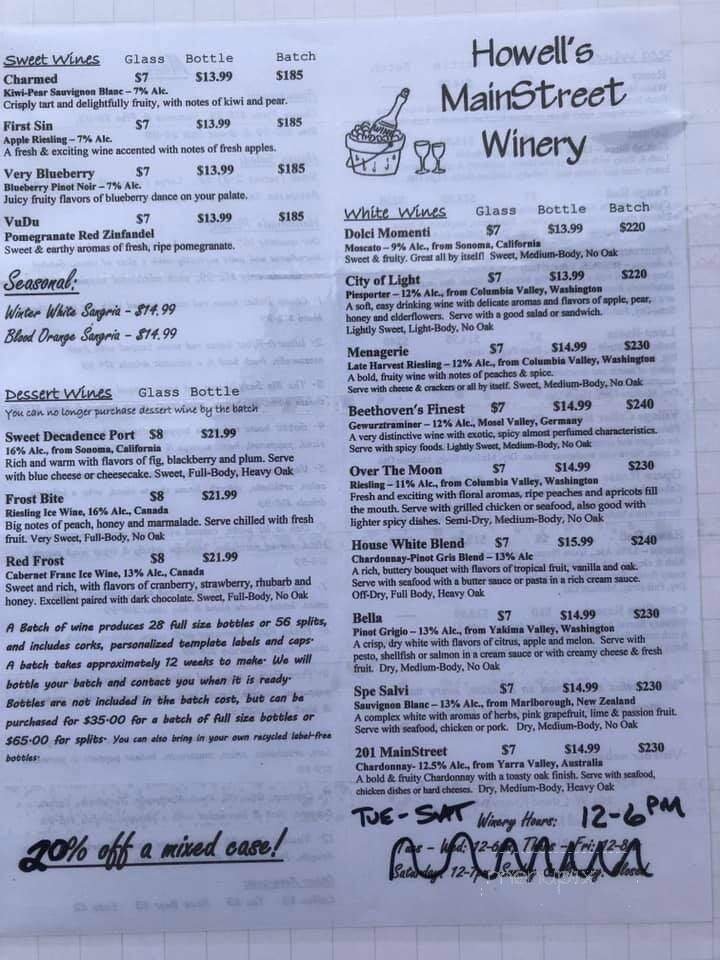 Sweet Wines Glass Bottle Batch
Charmed $7 $13.99 $185
Kiwi-Pear Sauvignon Blanc – 7% Alc.
Crisply tart and delightfully fruity, with notes of kiwi and pear.
First Sin $7 $13.99 $185
Apple Riesling – 7% Alc.
A fresh & exciting wine accented with notes of fresh apples.
Very Blueberry $7 $13.99 $185
Blueberry Pinot Noir – 7% Alc.
Juicy fruity flavors of blueberry dance on your palate.
VuDu $7 $13.99 $185
Pomegranate Red Zinfandel
Sweet & earthy aromas of fresh, ripe pomegranate.
Seasonal:
Winter White Sangria - $14.99
Blood Orange Sangria - $14.99
Dessert Wines Glass Bottle
You can no longer purchase dessert wine by the batch
Sweet Decadence Port $8 $21.99
16% Alc., from Sonoma, California
Rich and warm with flavors of fig, blackberry and plum. Serve
with blue cheese or cheesecake. Sweet, Full-Body, Heavy Oak
Frost Bite $8 $21.99
Riesling Ice Wine, 16% Alc., Canada
Big notes of peach, honey and marmalade. Serve chilled with fresh
fruit. Very Sweet, Full-Body, No Oak
Red Frost $8 $21.99
Cabernet Franc Ice Wine, 13% Alc., Canada
Sweet and rich, with flavors of cranberry, strawberry, rhubarb and
honey. Excellent paired with dark chocolate. Sweet, Full-Body, No Oak
A Batch of wine produces 28 full size bottles or 56 splits,
and includes corks, personalized template labels and caps.
A batch takes approximately 12 weeks to make. We will
bottle your batch and contact you when it is ready.
Bottles are not included in the batch cost, but can be
purchased for $35.00 for a batch of full size bottles or
$65.00 for splits. You can also bring in your own recycled label-free
bottles.
20% off a mixed case!
Howell's
MainStreet
Winery
WINE
White Wines Glass Bottle Batch
Dolci Momenti $7 $13.99 $220
Moscato – 9% Alc., from Sonoma, California
Sweet & fruity. Great all by itself! Sweet, Medium-Body, No Oak
City of Light $7 $13.99 $220
Piesporter – 12% Alc., from Columbia Valley, Washington
A soft, easy drinking wine with delicate aromas and flavors of apple, pear,
honey and elderflowers. Serve with a good salad or sandwich.
Lightly Sweet, Light-Body, No Oak
Menagerie $7 $14.99 $230
Late Harvest Riesling – 12% Alc., from Columbia Valley, Washington
A bold, fruity wine with notes of peaches & spice.
Serve with cheese & crackers or all by itself. Sweet, Medium-Body, No Oak
Beethoven's Finest $7 $14.99 $240
Gewurztraminer – 12% Alc., Mosel Valley, Germany
A very distinctive wine with exotic, spicy almost perfumed characteristics.
Serve with spicy foods. Lightly Sweet, Medium-Body, No Oak
Over The Moon $7 $14.99 $230
Riesling – 11% Alc., from Columbia Valley, Washington
Fresh and exciting with floral aromas, ripe peaches and apricots fill
the mouth. Serve with grilled chicken or seafood, also good with
lighter spicy dishes. Semi-Dry, Medium-Body, No Oak
House White Blend $7 $15.99 $240
Chardonnay-Pinot Gris Blend – 13% Alc
A rich, buttery bouquet with flavors of tropical fruit, vanilla and oak.
Serve with seafood with a butter sauce or pasta in a rich cream sauce.
Off-Dry, Full Body, Heavy Oak
Bella $7 $14.99 $230
Pinot Grigio – 13% Alc., from Yakima Valley, Washington
A crisp, dry white with flavors of citrus, apple and melon. Serve with
pesto, shellfish or salmon in a cream sauce or with creamy cheese & fresh
fruit. Dry, Medium-Body, No Oak
Spe Salvi $7 $14.99 $230
Sauvignon Blanc – 13% Alc., from Marlborough, New Zealand
A complex white with aromas of herbs, pink grapefruit, lime & passion fruit.
Serve with seafood, chicken or pork. Dry, Medium-Body, No Oak
201 MainStreet $7 $14.99 $230
Chardonnay- 12.5% Alc., from Yarra Valley, Australia
A bold & fruity Chardonnay with a toasty oak finish. Serve with seafood,
chicken dishes or hard cheeses. Dry, Medium-Body, Heavy Oak
TUE - SAT Winery Hours: 12-6 PM
Tues - Wed: 12-6pm Thurs - Fri: 12-8
Saturday: 12-7pm Closed